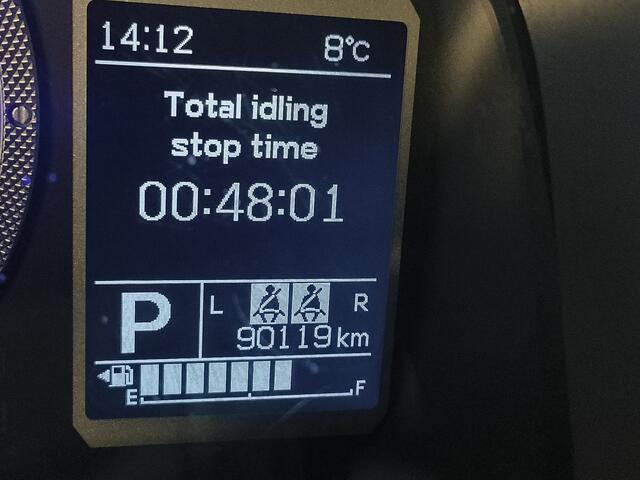 14:12 8°C
Total idling
stop time
00:48:01
P L R
90119km
E F